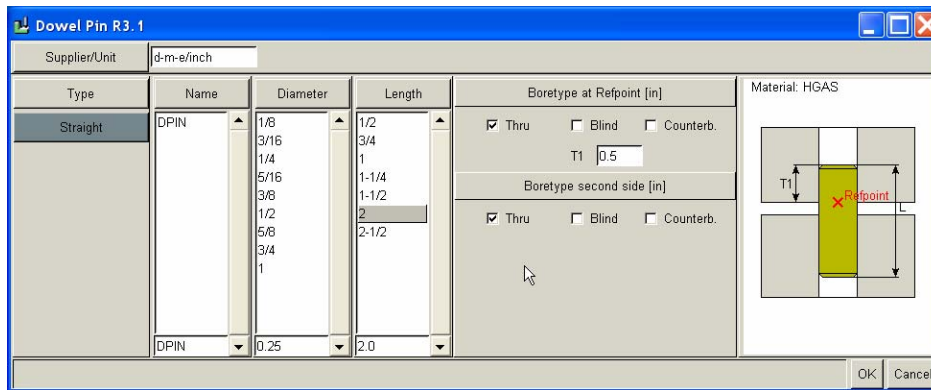 Dowel Pin R3.1
Supplier/Unit d-m-e/inch
Type Name Diameter Length Boretype at Refpoint [in] Material: HGAS
Straight
DPIN
1/8
3/16
1/4
5/16
3/8
1/2
5/8
3/4
1
1/2
3/4
1
1-1/4
1-1/2
2
2-1/2
DPIN 0.25 2.0
Thru Blind Counterb.
T1 0.5
Boretype second side [in]
Thru Blind Counterb.
T1
Refpoint
L
OK Cancel